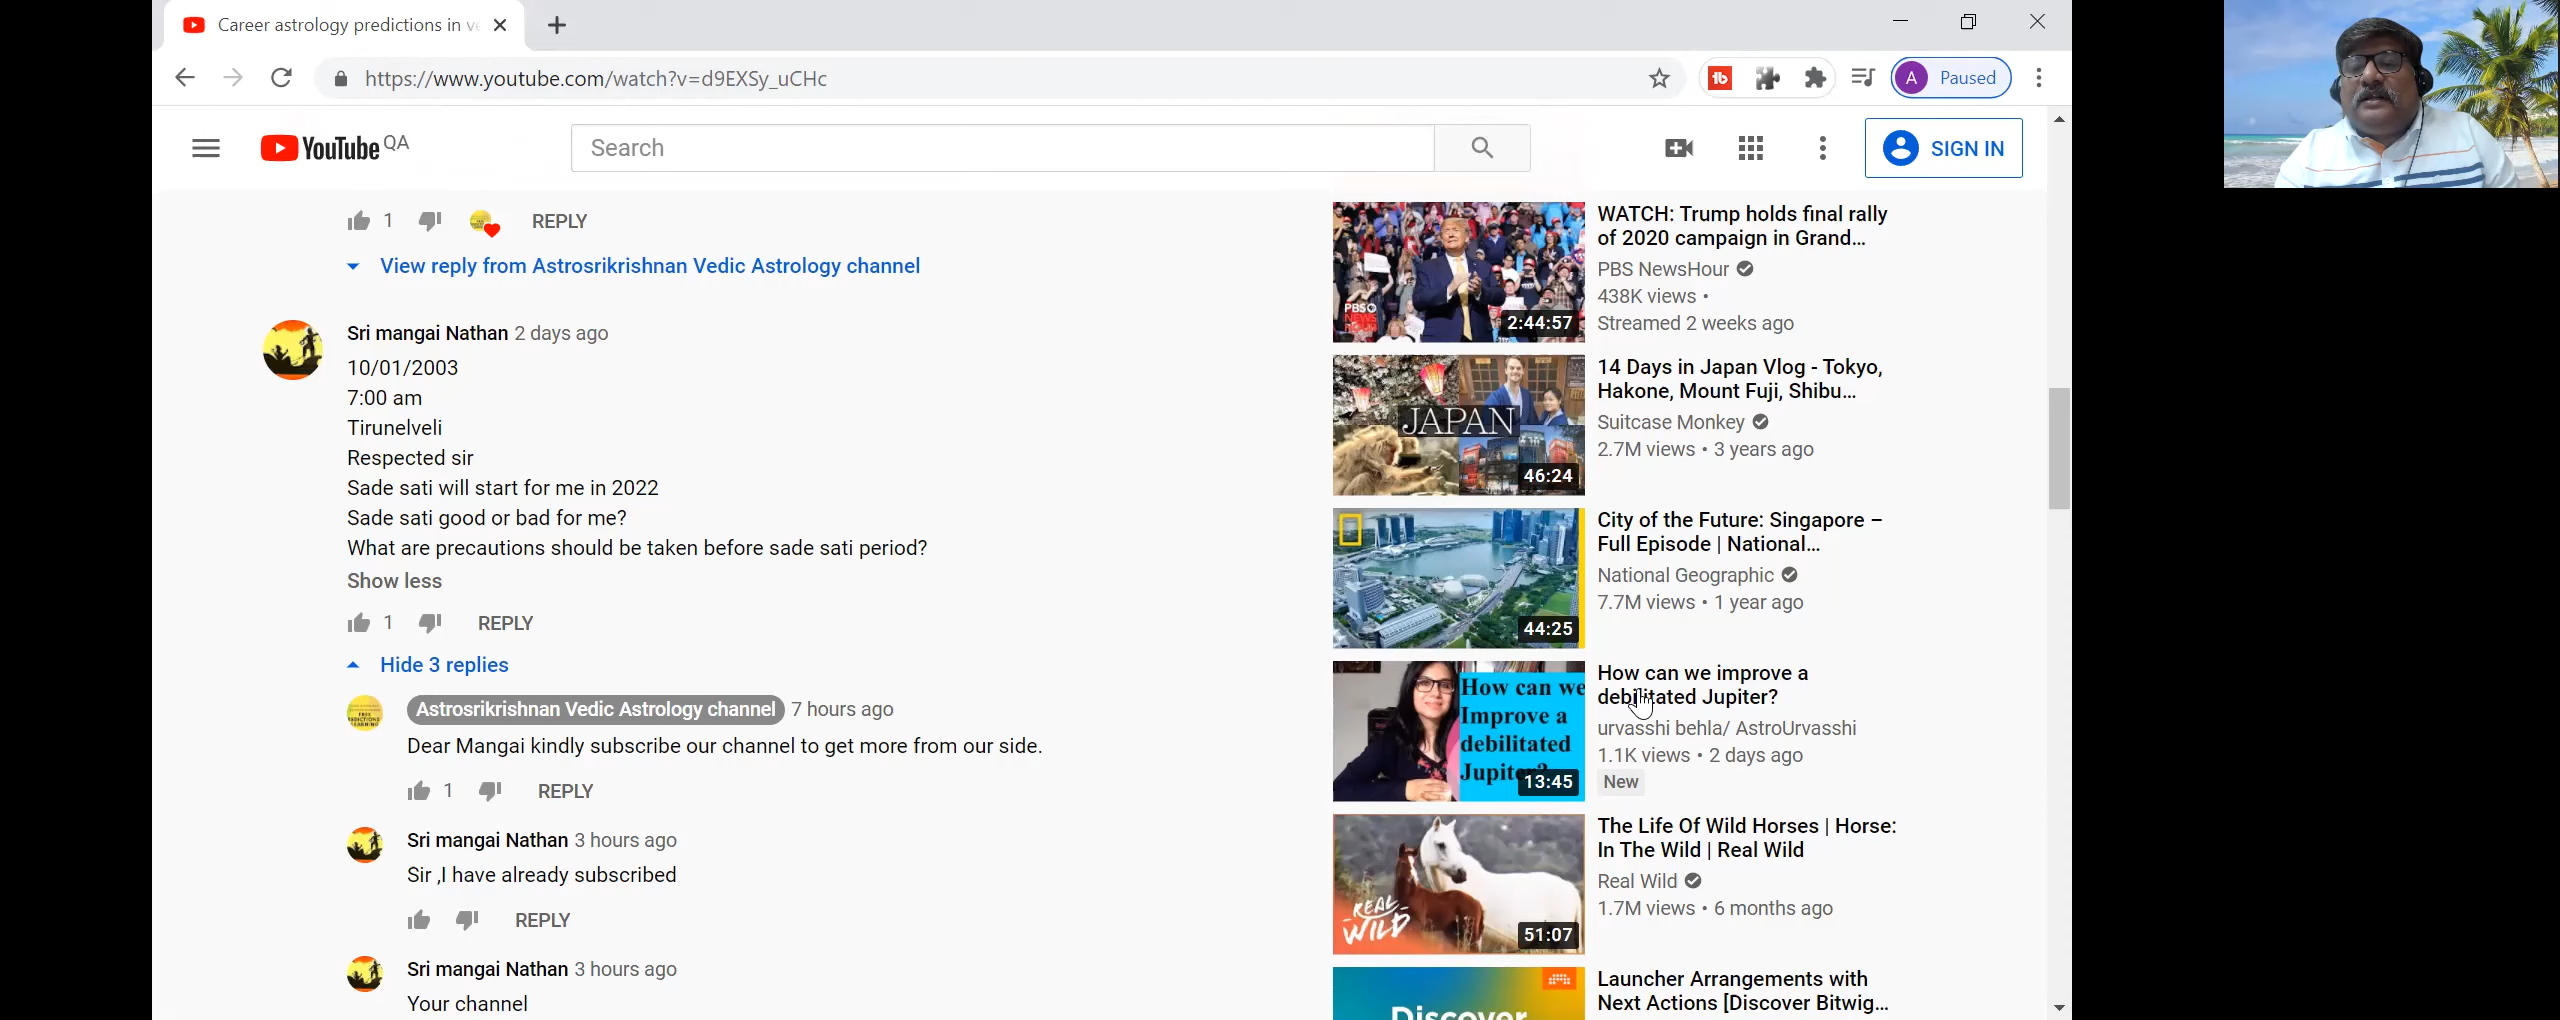 Career astrology predictions in ve
https://www.youtube.com/watch?v=d9EXSy_uCHc
A Paused
YouTube QA
Search
SIGN IN
1 REPLY
View reply from Astrosrikrishnan Vedic Astrology channel
Sri mangai Nathan 2 days ago
10/01/2003
7:00 am
Tirunelveli
Respected sir
Sade sati will start for me in 2022
Sade sati good or bad for me?
What are precautions should be taken before sade sati period?
Show less
1 REPLY
Hide 3 replies
Astrosrikrishnan Vedic Astrology channel 7 hours ago
Dear Mangai kindly subscribe our channel to get more from our side.
1 REPLY
Sri mangai Nathan 3 hours ago
Sir ,I have already subscribed
REPLY
Sri mangai Nathan 3 hours ago
Your channel
PBS
NEWS
HOUR
2:44:57
WATCH: Trump holds final rally
of 2020 campaign in Grand...
PBS NewsHour
438K views •
Streamed 2 weeks ago
JAPAN
46:24
14 Days in Japan Vlog - Tokyo,
Hakone, Mount Fuji, Shibu...
Suitcase Monkey
2.7M views • 3 years ago
44:25
City of the Future: Singapore –
Full Episode | National...
National Geographic
7.7M views • 1 year ago
How can we
Improve a
debilitated
Jupiter?
13:45
How can we improve a
debilitated Jupiter?
urvasshi behla/ AstroUrvasshi
1.1K views • 2 days ago
New
REAL
WILD
51:07
The Life Of Wild Horses | Horse:
In The Wild | Real Wild
Real Wild
1.7M views • 6 months ago
Discover
Launcher Arrangements with
Next Actions [Discover Bitwig...